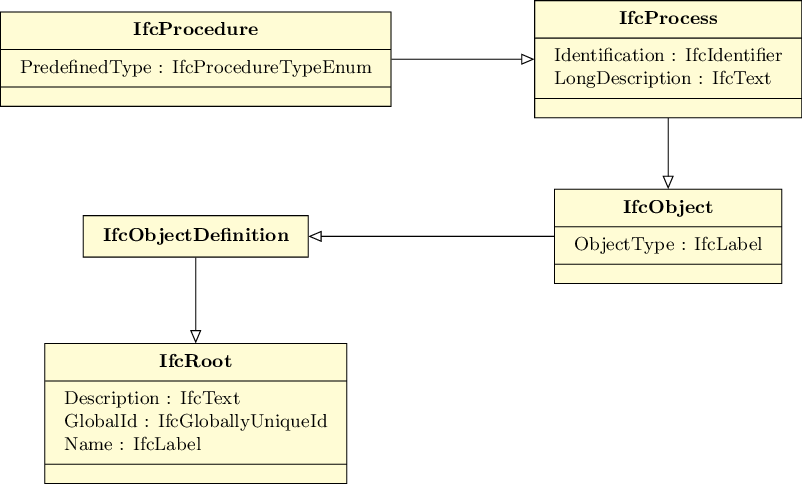 IfcProcedure
PredefinedType : IfcProcedureTypeEnum
IfcProcess
Identification : IfcIdentifier
LongDescription : IfcText
IfcObjectDefinition
IfcObject
ObjectType : IfcLabel
IfcRoot
Description : IfcText
GlobalId : IfcGloballyUniqueId
Name : IfcLabel